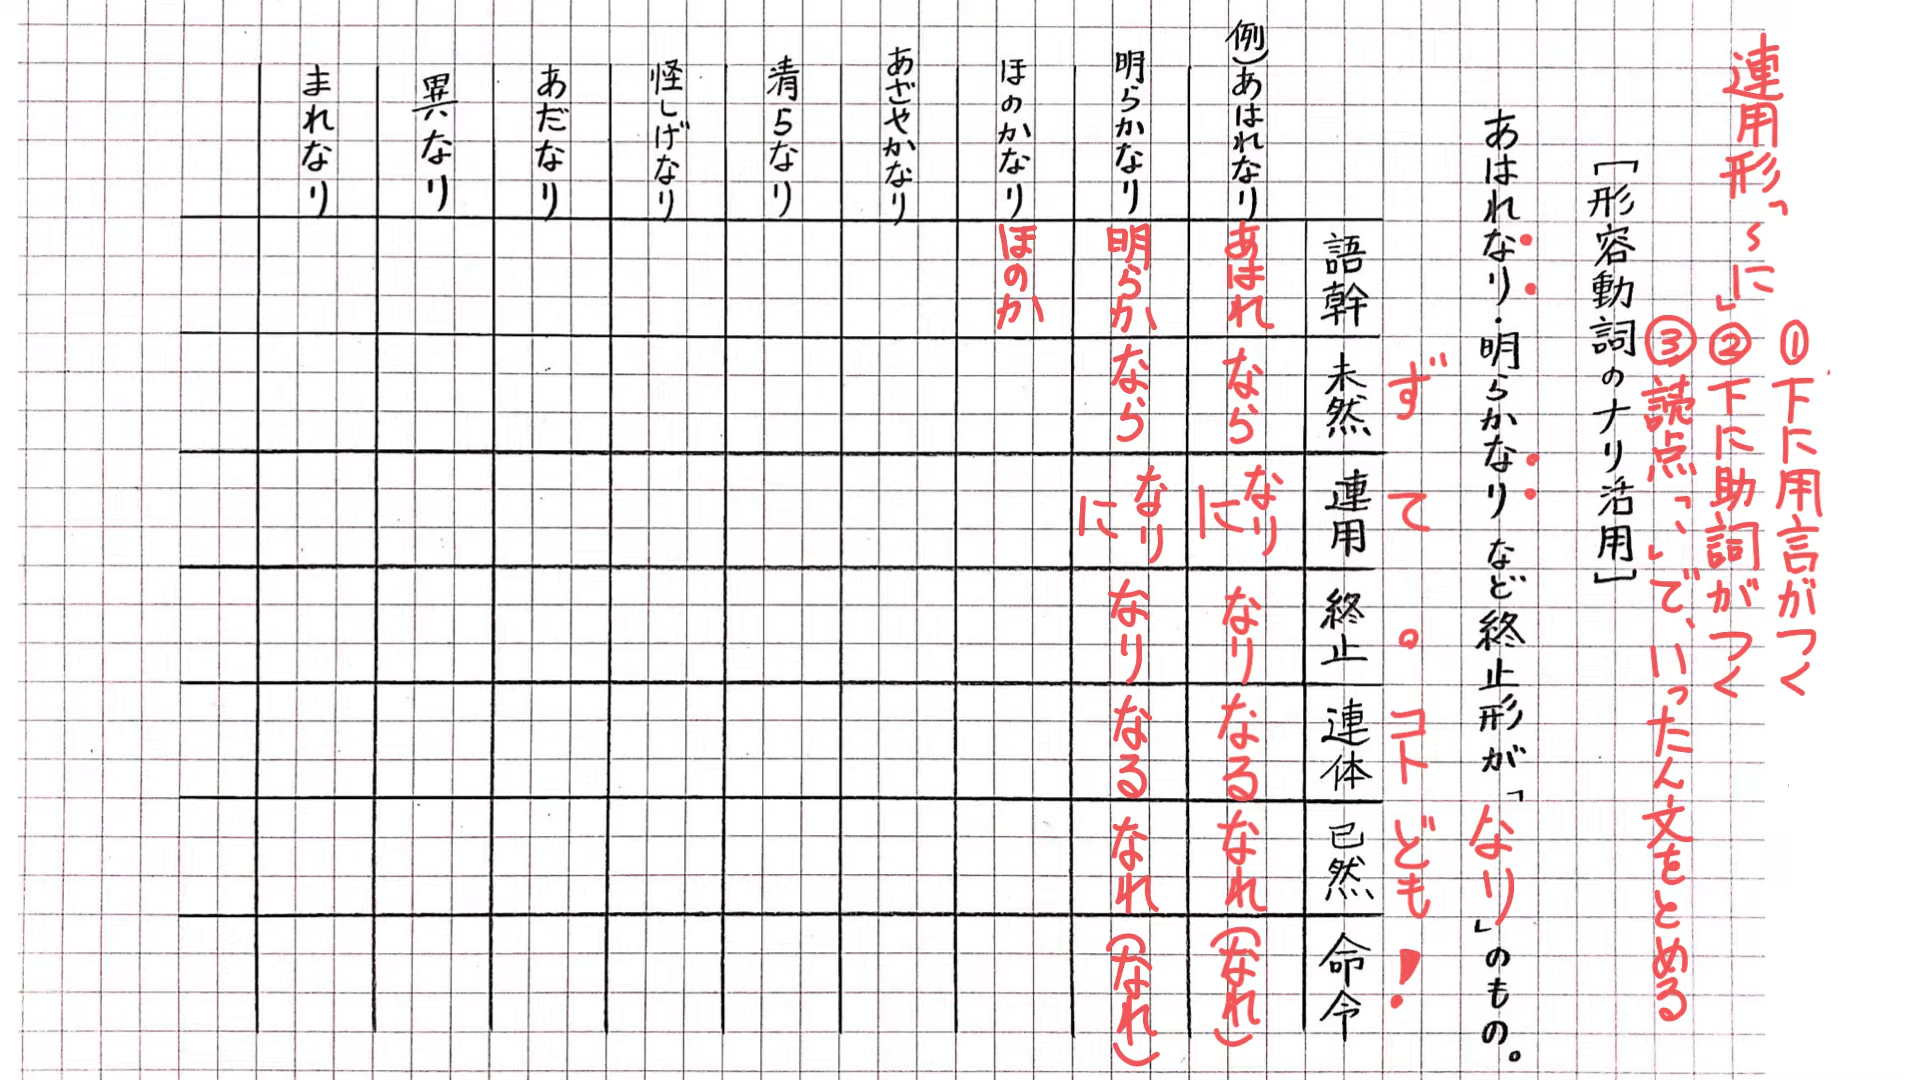 連用形「〜に」
①下に用言がつく
②下に助詞がつく
③読点「、」で、いったん文をとめる
［形容動詞のナリ活用］
あはれなり・明らかなり など終止形が「なり」のもの。
ず て 。 コト ども ！
語幹 未然 連用 終止 連体 已然 命令
例）あはれなり あはれ なら なり に なり なる なれ （なれ）
明らかなり 明らか なら なり に なり なる なれ （なれ）
ほのかなり ほのか
あざやかなり
清らなり
怪しげなり
あだなり
異なり
まれなり